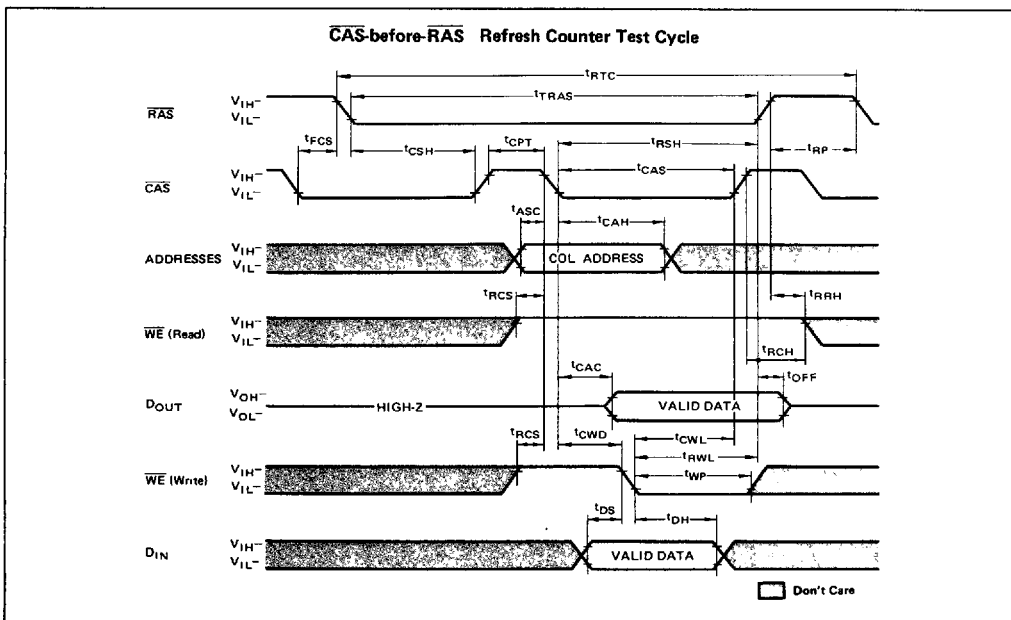 CAS-before-RAS Refresh Counter Test Cycle
tRTC
tTRAS
RAS VIH-
VIL-
tFCS tCSH tCPT tRSH tRP
CAS VIH-
VIL-
tCAS
tASC tCAH
ADDRESSES VIH-
VIL-
COL ADDRESS
tRCS tRRH
WE (Read) VIH-
VIL-
tRCH
tCAC tOFF
DOUT VOH-
VOL-
HIGH-Z VALID DATA
tRCS tCWD tCWL
tRWL
WE (Write) VIH-
VIL-
tWP
tDS tDH
DIN VIH-
VIL-
VALID DATA
Don't Care